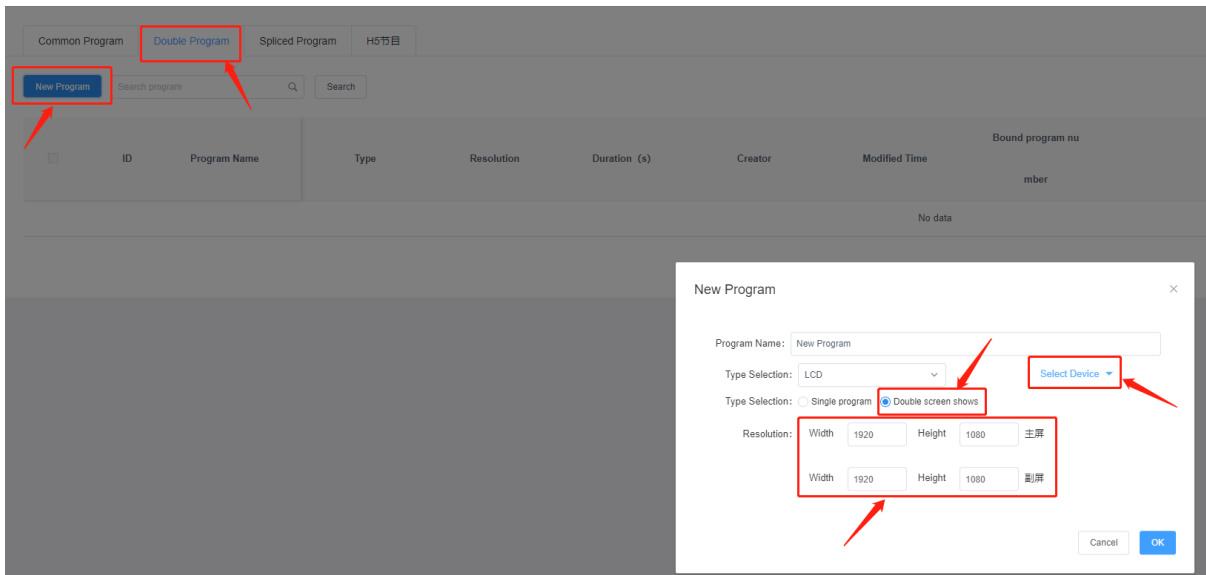 Common Program Double Program Spliced Program H5节目
New Program Search program Search
Bound program nu
ID Program Name Type Resolution Duration (s) Creator Modified Time
mber
No data
New Program
Program Name: New Program
Type Selection: LCD Select Device
Type Selection: Single program Double screen shows
Resolution: Width 1920 Height 1080 主屏
Width 1920 Height 1080 副屏
Cancel OK